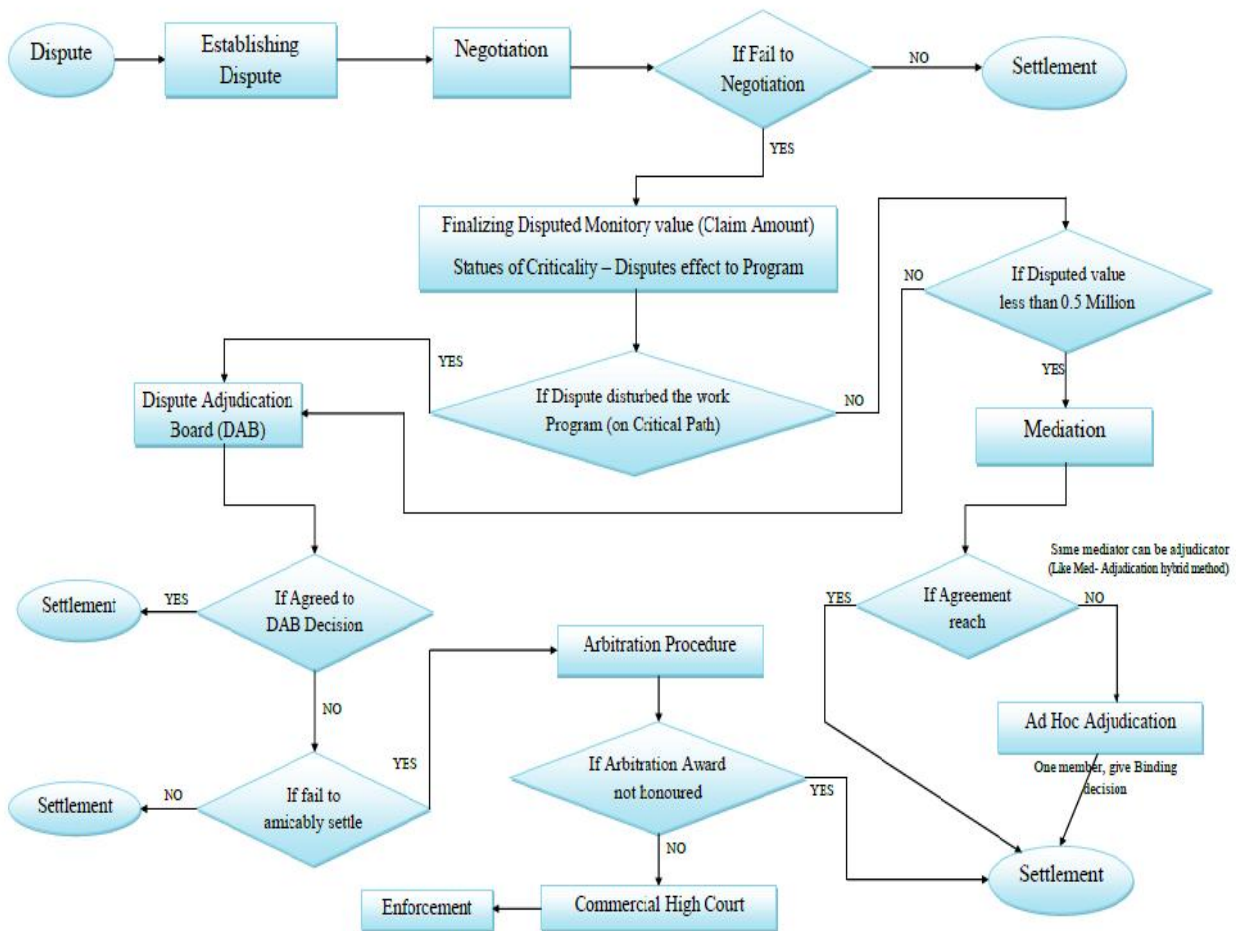 Dispute
Establishing
Dispute
Negotiation
If Fail to
Negotiation
NO
Settlement
YES
Finalizing Disputed Monitory value (Claim Amount)
Statues of Criticality – Disputes effect to Program
NO
If Disputed value
less than 0.5 Million
NO
YES
YES
If Dispute disturbed the work
Program (on Critical Path)
NO
Dispute Adjudication
Board (DAB)
Mediation
Same mediator can be adjudicator
(Like Med- Adjudication hybrid method)
If Agreement
reach
YES
NO
Settlement
YES
If Agreed to
DAB Decision
NO
Arbitration Procedure
Ad Hoc Adjudication
One member, give Binding
decision
YES
If Arbitration Award
not honoured
YES
Settlement
NO
If fail to
amicably settle
NO
Settlement
Enforcement
Commercial High Court